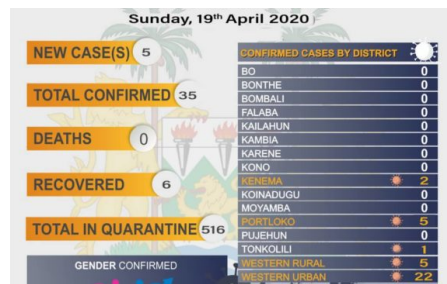 Sunday, 19th April 2020
NEW CASE(S) 5
TOTAL CONFIRMED 35
DEATHS 0
RECOVERED 6
TOTAL IN QUARANTINE 516
GENDER CONFIRMED
CONFIRMED CASES BY DISTRICT
BO 0
BONTHE 0
BOMBALI 0
FALABA 0
KAILAHUN 0
KAMBIA 0
KARENE 0
KONO 0
KENEMA 2
KOINADUGU 0
MOYAMBA 0
PORTLOKO 5
PUJEHUN 0
TONKOLILI 1
WESTERN RURAL 5
WESTERN URBAN 22